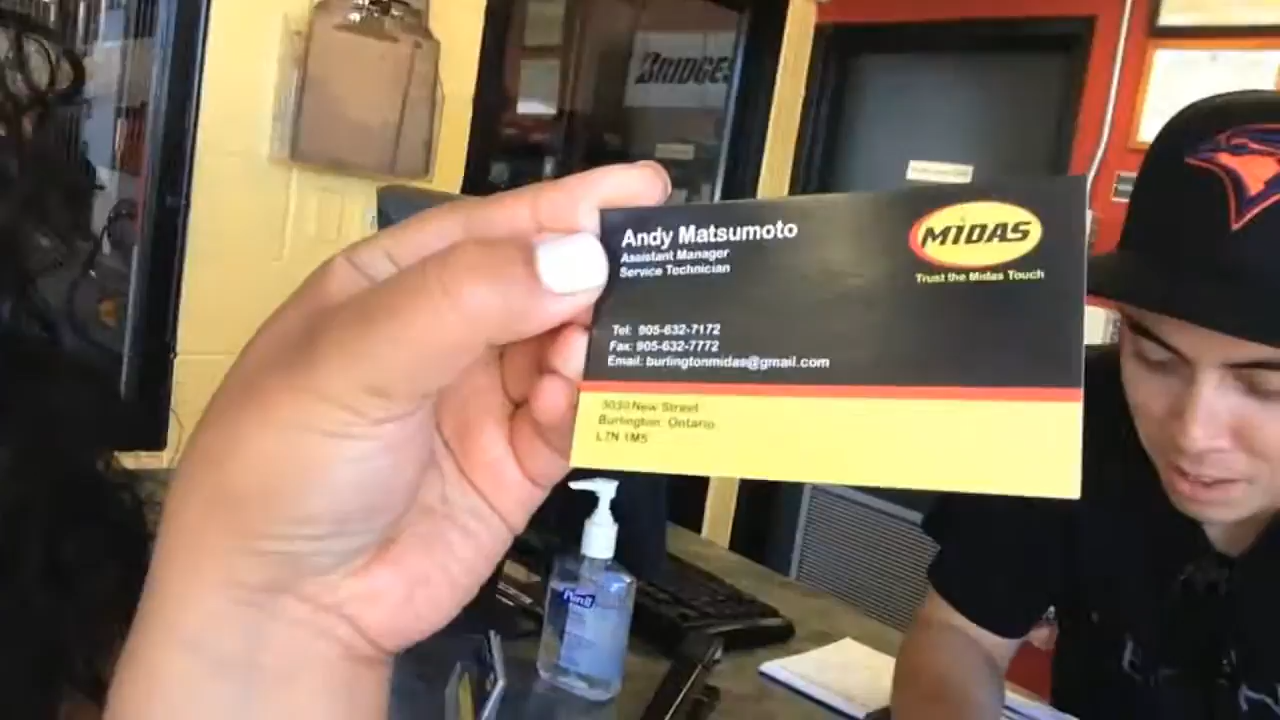 BRIDGES
Andy Matsumoto
Assistant Manager
Service Technician
MIDAS
Trust the Midas Touch
Tel: 905-632-7172
Fax: 905-632-7772
Email: burlingtonmidas@gmail.com
New Street
Burlington, Ontario
L7N 1M5
Purell